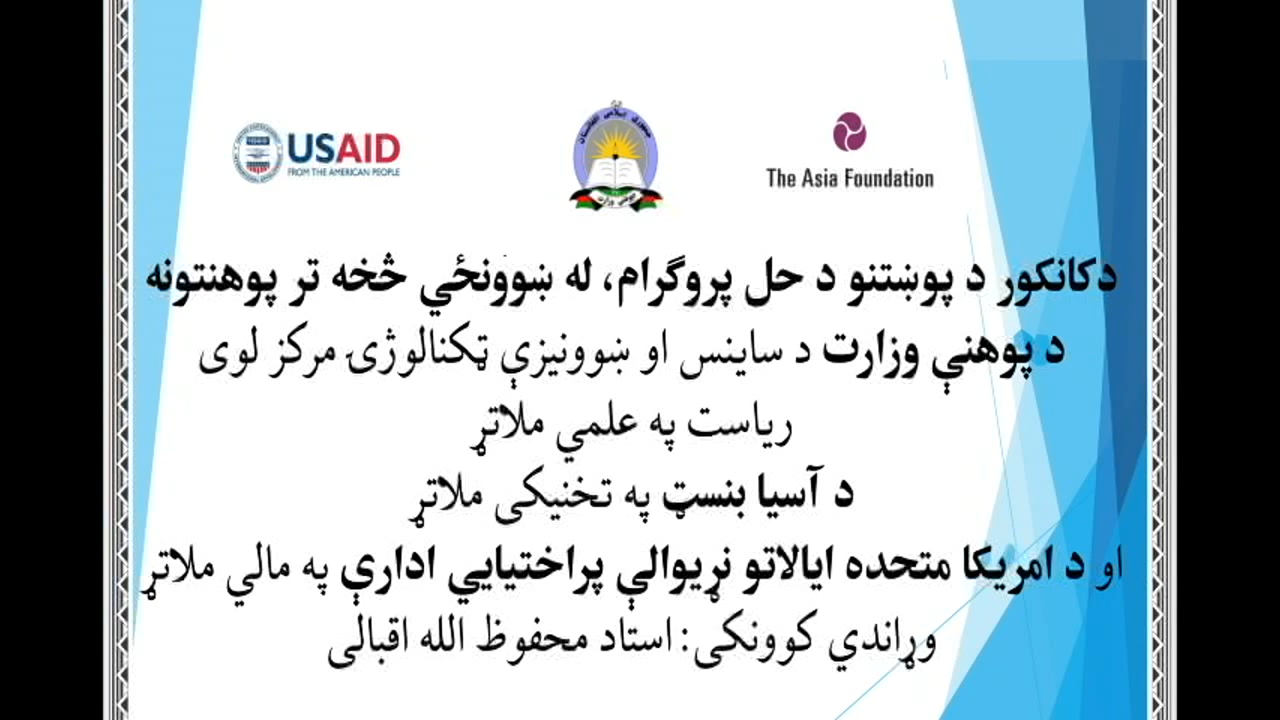 USAID
FROM THE AMERICAN PEOPLE
The Asia Foundation
دکانکور د پوښتنو د حل پروگرام، له ښوونځي څخه تر پوهنتونه
د پوهنې وزارت د ساینس او ښوونیزې ټکنالوژۍ مرکز لوی
ریاست په علمي ملاتړ
د آسیا بنسټ په تخنیکی ملاتړ
او د امریکا متحده ایالاتو نړیوالې پراختیایي ادارې په مالي ملاتړ
وړاندي کوونکی: استاد محفوظ الله اقبالی